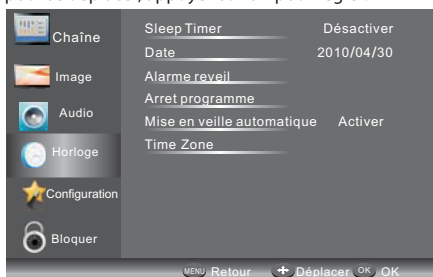 Chaîne
Image
Audio
Horloge
Configuration
Bloquer
Sleep Timer Désactiver
Date 2010/04/30
Alarme reveil
Arret programme
Mise en veille automatique Activer
Time Zone
MENU Retour Déplacer OK OK